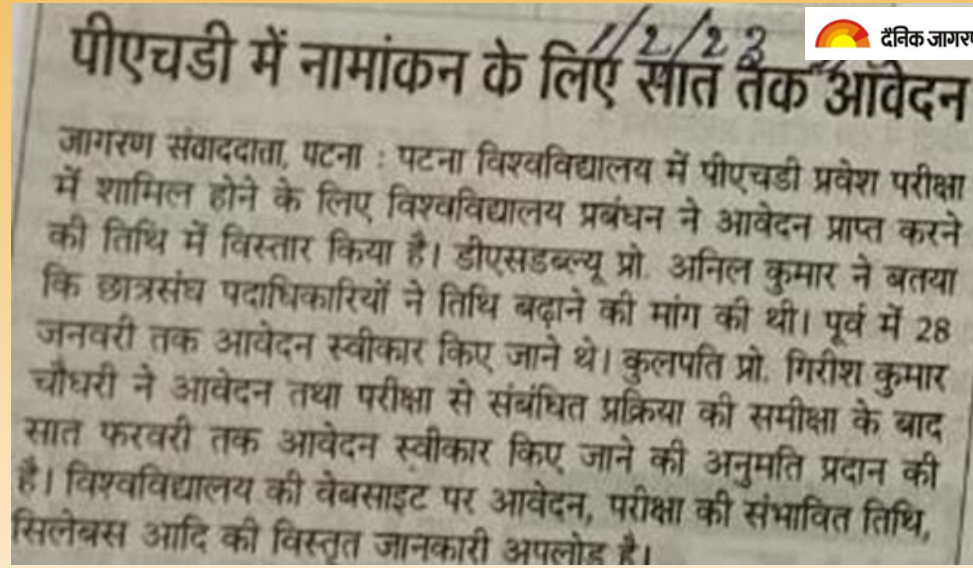 1/2/23
दैनिक जागरण
पीएचडी में नामांकन के लिए सात तक आवेदन
जागरण संवाददाता, पटना : पटना विश्वविद्यालय में पीएचडी प्रवेश परीक्षा
में शामिल होने के लिए विश्वविद्यालय प्रबंधन ने आवेदन प्राप्त करने
की तिथि में विस्तार किया है। डीएसडब्ल्यू प्रो. अनिल कुमार ने बतया
कि छात्रसंघ पदाधिकारियों ने तिथि बढ़ाने की मांग की थी। पूर्व में 28
जनवरी तक आवेदन स्वीकार किए जाने थे। कुलपति प्रो. गिरीश कुमार
चौधरी ने आवेदन तथा परीक्षा से संबंधित प्रक्रिया की समीक्षा के बाद
सात फरवरी तक आवेदन स्वीकार किए जाने की अनुमति प्रदान की
है। विश्वविद्यालय की वेबसाइट पर आवेदन, परीक्षा की संभावित तिथि,
सिलेबस आदि की विस्तृत जानकारी अपलोड है।